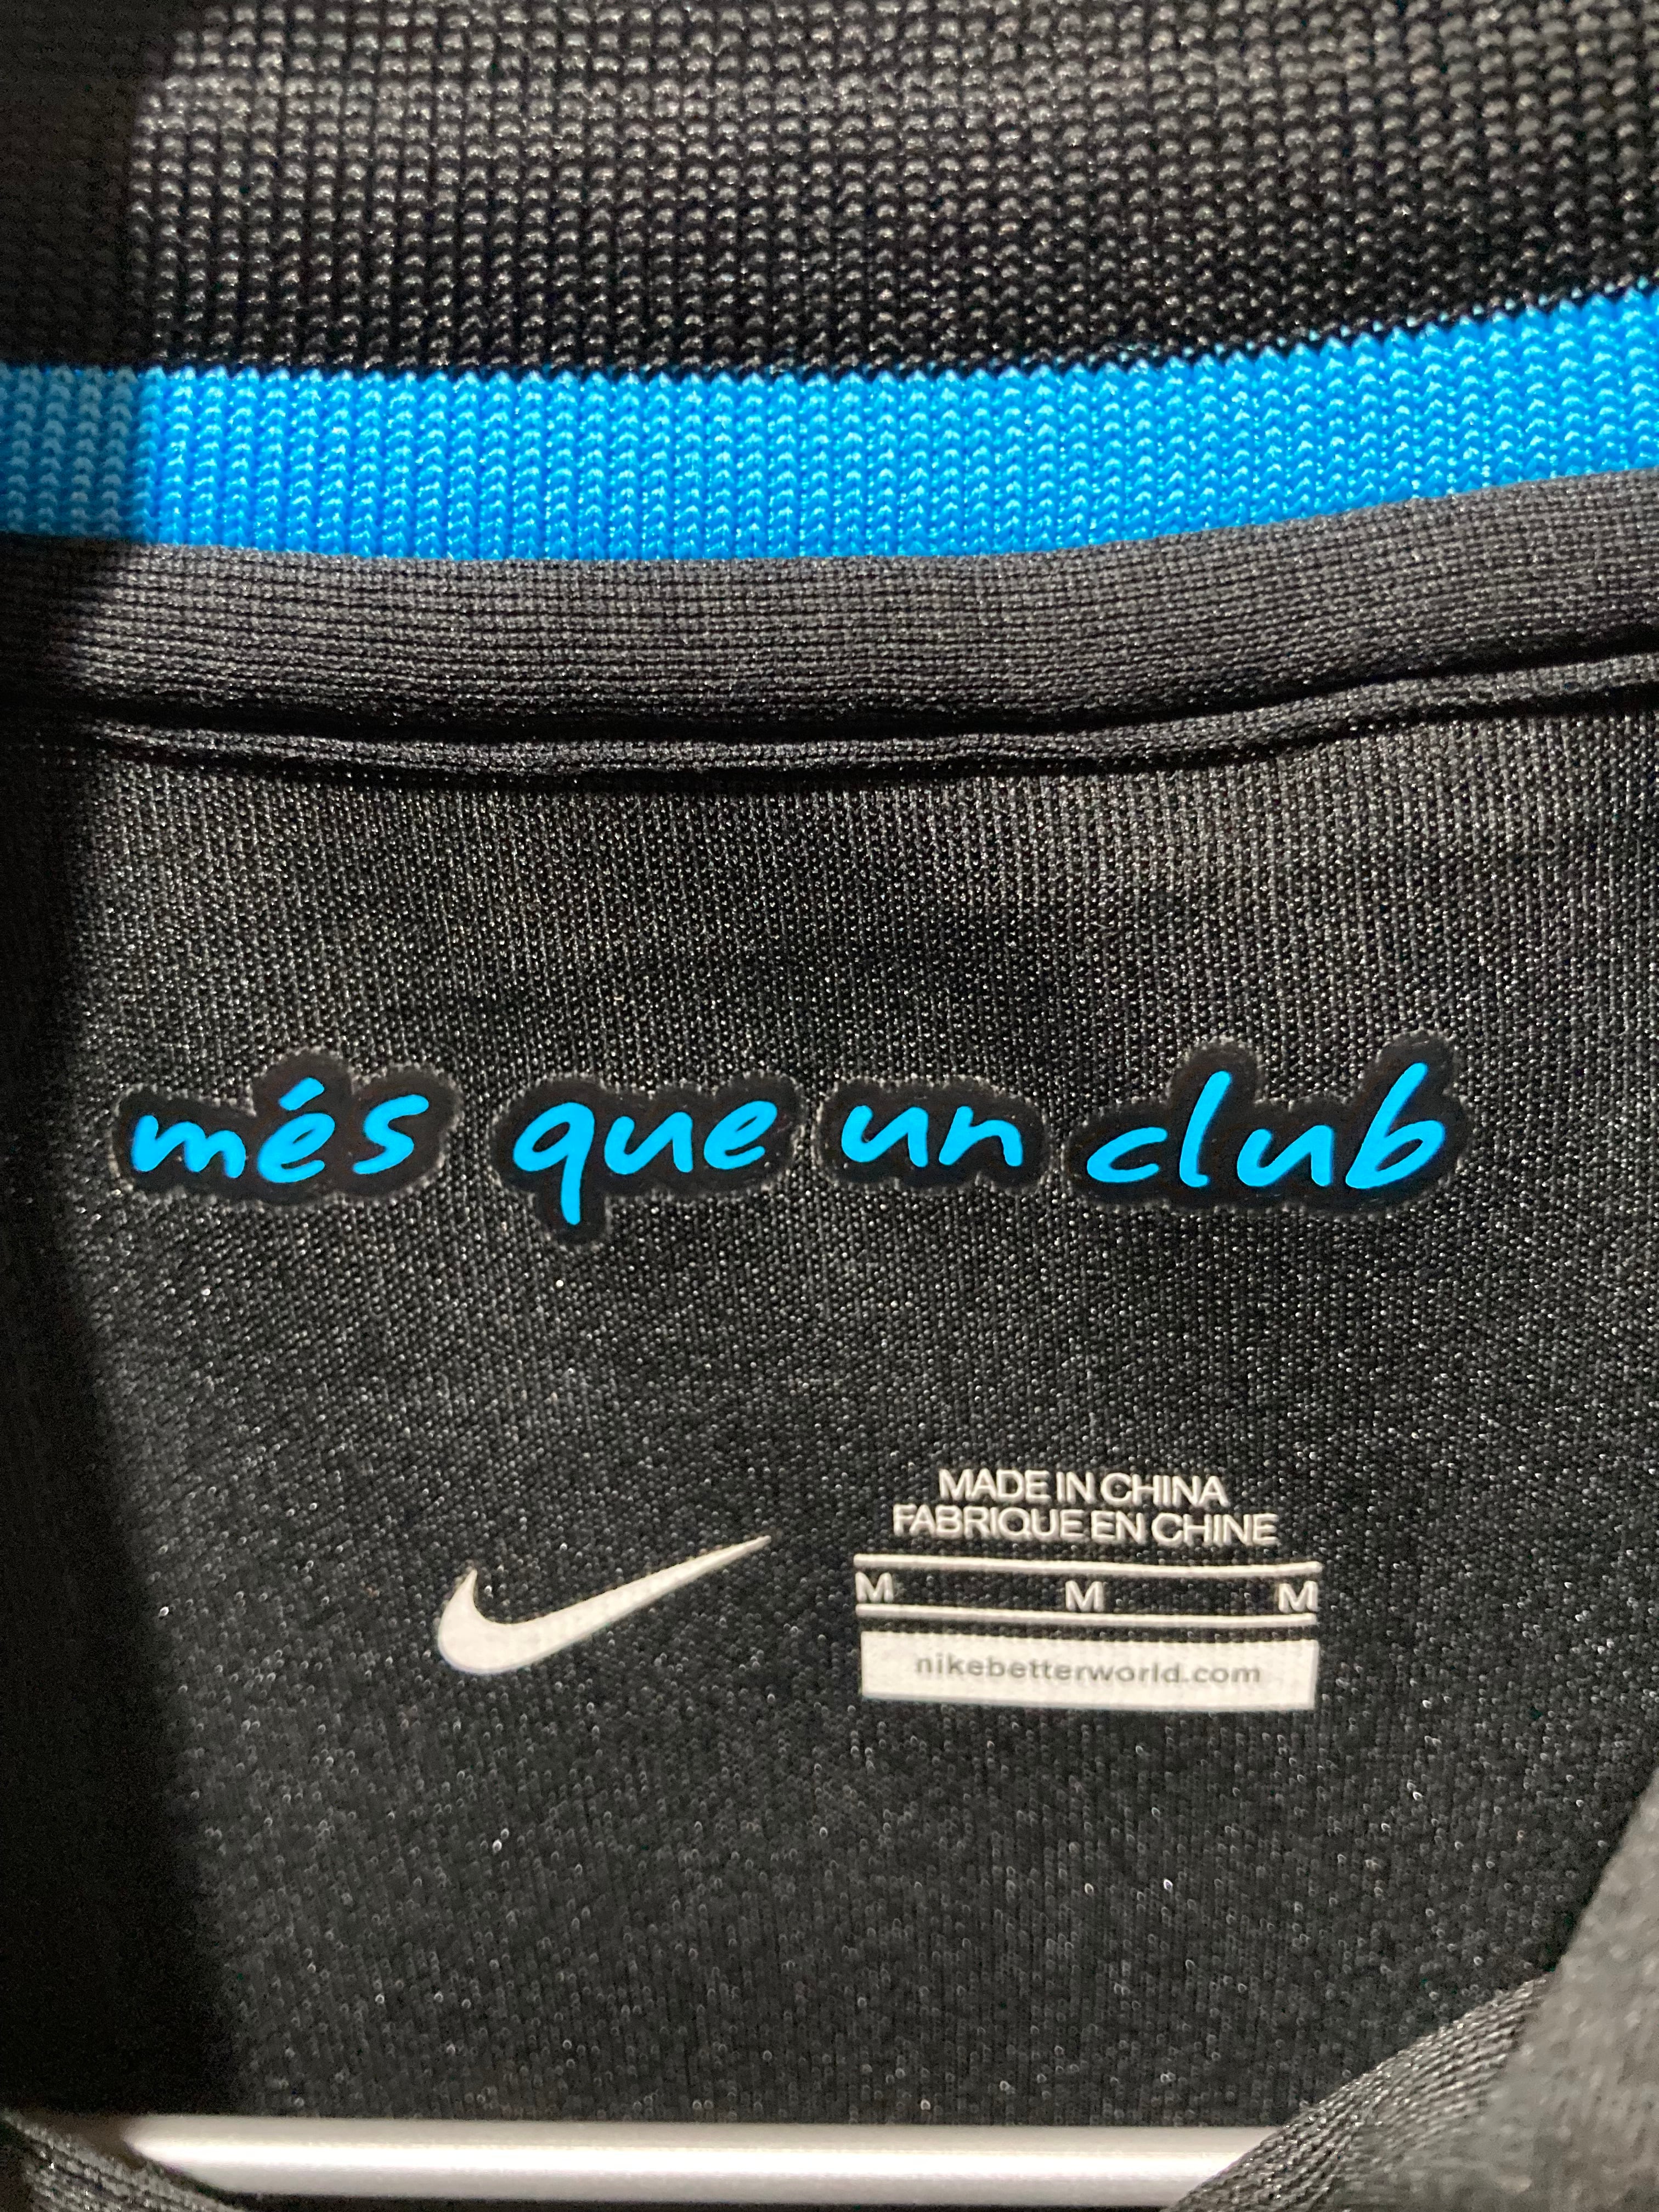 més que un club
MADE IN CHINA
FABRIQUE EN CHINE
M M M
nikebetterworld.com